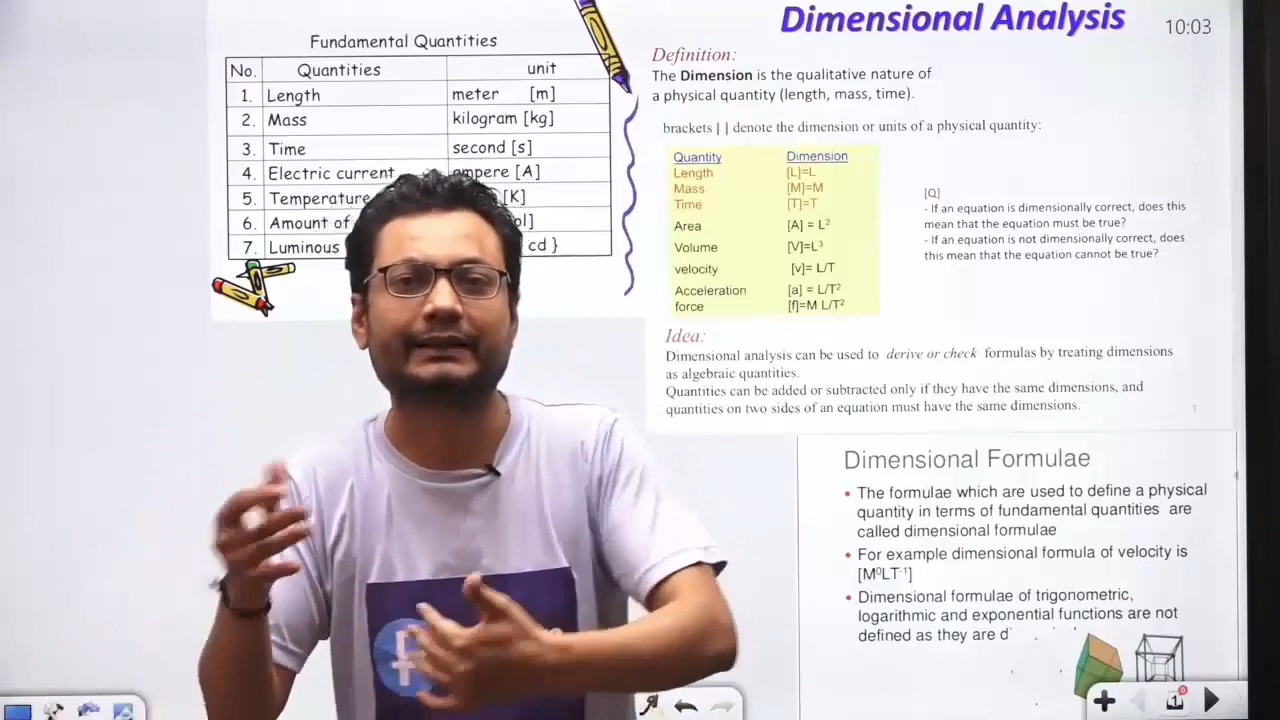 Fundamental Quantities
No. Quantities unit
1. Length meter [m]
2. Mass kilogram [kg]
3. Time second [s]
4. Electric current ampere [A]
5. Temperature [K]
6. Amount of
7. Luminous cd }
Dimensional Analysis
10:03
Definition:
The Dimension is the qualitative nature of
a physical quantity (length, mass, time).
brackets [ ] denote the dimension or units of a physical quantity:
Quantity Dimension
Length [L]=L
Mass [M]=M
Time [T]=T
Area [A] = L²
Volume [V]=L³
velocity [v]= L/T
Acceleration [a] = L/T²
force [f]=M L/T²
[Q]
- If an equation is dimensionally correct, does this
mean that the equation must be true?
- If an equation is not dimensionally correct, does
this mean that the equation cannot be true?
Idea:
Dimensional analysis can be used to derive or check formulas by treating dimensions
as algebraic quantities.
Quantities can be added or subtracted only if they have the same dimensions, and
quantities on two sides of an equation must have the same dimensions.
1
Dimensional Formulae
• The formulae which are used to define a physical
quantity in terms of fundamental quantities are
called dimensional formulae
• For example dimensional formula of velocity is
[M⁰LT⁻¹]
• Dimensional formulae of trigonometric,
logarithmic and exponential functions are not
defined as they are d